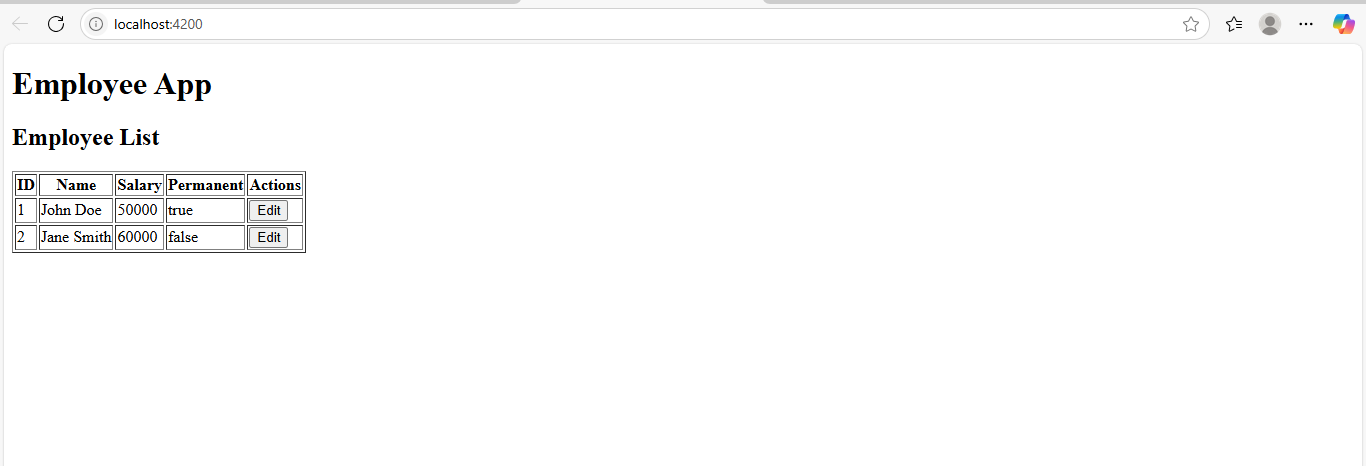 localhost:4200
Employee App
Employee List
ID Name Salary Permanent Actions
1 John Doe 50000 true Edit
2 Jane Smith 60000 false Edit